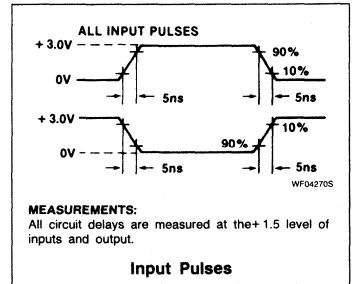 ALL INPUT PULSES
+ 3.0V
90%
0V
10%
5ns 5ns
+ 3.0V
10%
0V
90%
5ns 5ns
WF04270S
MEASUREMENTS:
All circuit delays are measured at the+ 1.5 level of
inputs and output.
Input Pulses